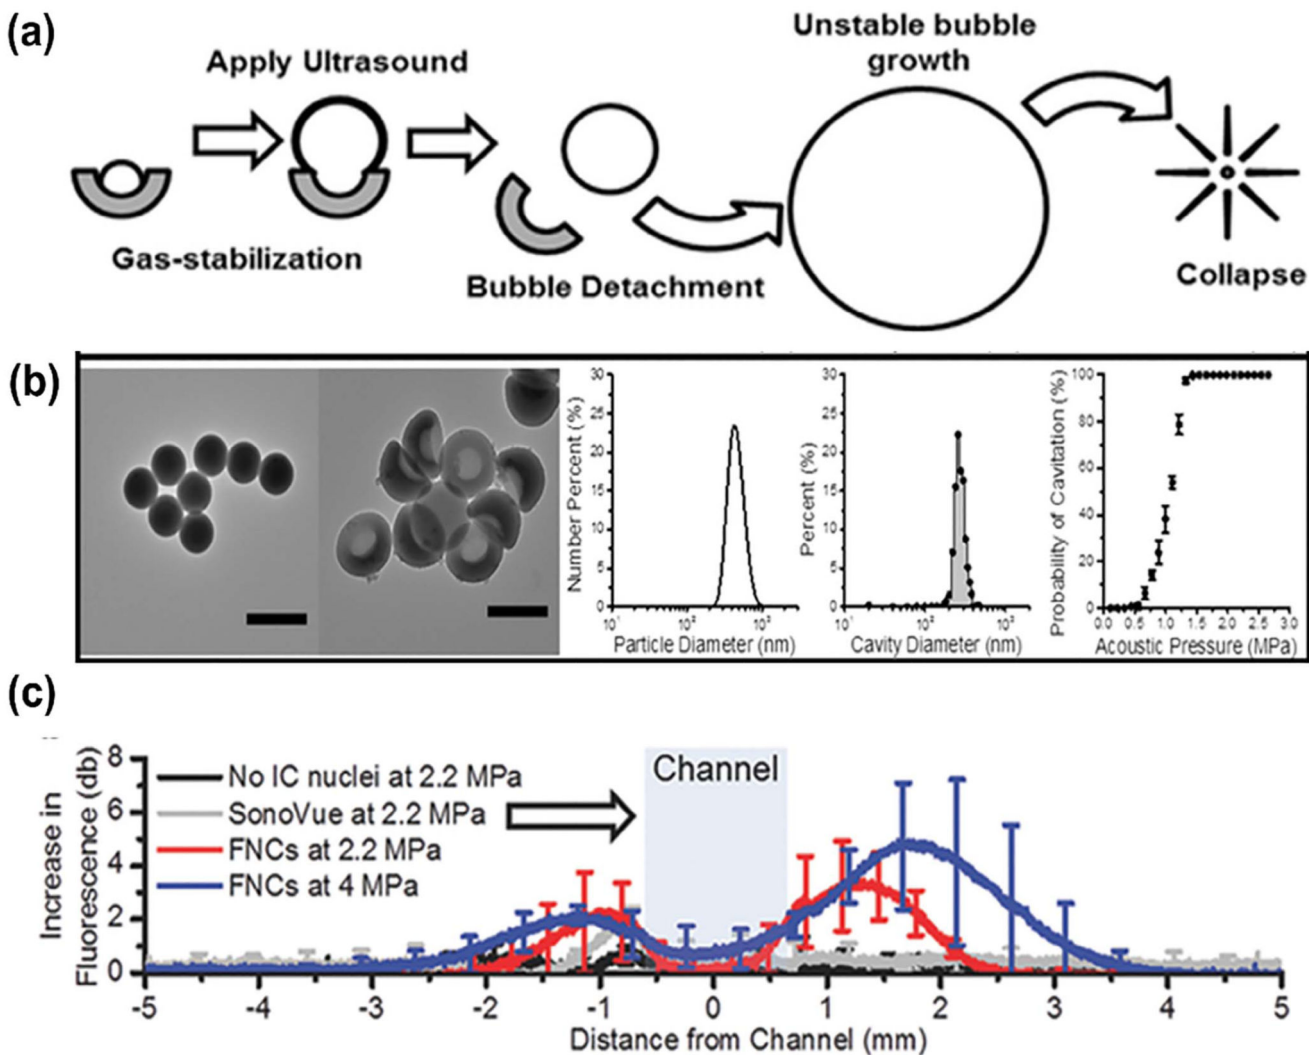 (a)
Apply Ultrasound
Unstable bubble
growth
Gas-stabilization
Bubble Detachment
Collapse
(b)
Number Percent (%)
30
25
20
15
10
5
0
10¹
10²
10³
Particle Diameter (nm)
Percent (%)
30
25
20
15
10
5
0
10¹
10²
10³
Cavity Diameter (nm)
Probability of Cavitation (%)
100
80
60
40
20
0
0.0 0.5 1.0 1.5 2.0 2.5 3.0
Acoustic Pressure (MPa)
(c)
Increase in
Fluorescence (db)
8
6
4
2
0
No IC nuclei at 2.2 MPa
SonoVue at 2.2 MPa
FNCs at 2.2 MPa
FNCs at 4 MPa
Channel
-5 -4 -3 -2 -1 0 1 2 3 4 5
Distance from Channel (mm)